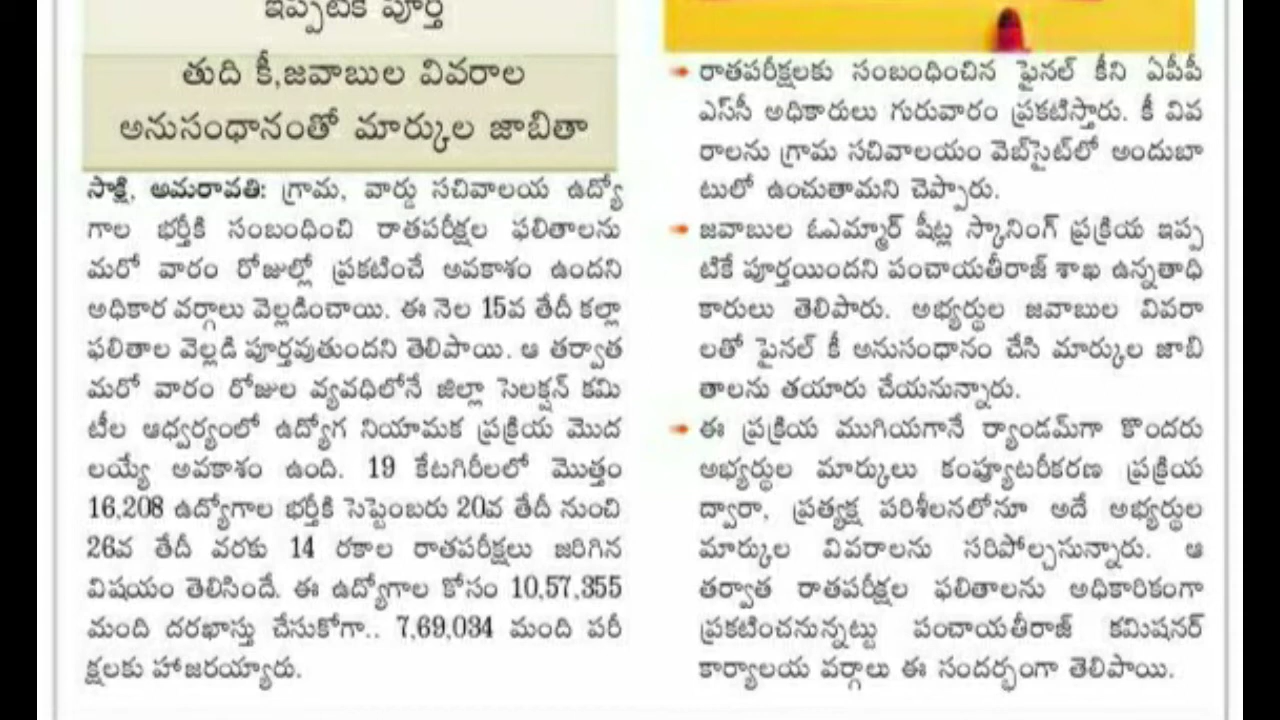 ఇప్పటికే పూర్తి
తుది కీ,జవాబుల వివరాల
అనుసంధానంతో మార్కుల జాబితా
సాక్షి, అమరావతి: గ్రామ, వార్డు సచివాలయ ఉద్యో
గాల భర్తీకి సంబంధించి రాతపరీక్షల ఫలితాలను
మరో వారం రోజుల్లో ప్రకటించే అవకాశం ఉందని
అధికార వర్గాలు వెల్లడించాయి. ఈ నెల 15వ తేదీ కల్లా
ఫలితాల వెల్లడి పూర్తవుతుందని తెలిపాయి. ఆ తర్వాత
మరో వారం రోజుల వ్యవధిలోనే జిల్లా సెలక్షన్ కమి
టీల ఆధ్వర్యంలో ఉద్యోగ నియామక ప్రక్రియ మొద
లయ్యే అవకాశం ఉంది. 19 కేటగిరీలలో మొత్తం
16,208 ఉద్యోగాల భర్తీకి సెప్టెంబరు 20వ తేదీ నుంచి
26వ తేదీ వరకు 14 రకాల రాతపరీక్షలు జరిగిన
విషయం తెలిసిందే. ఈ ఉద్యోగాల కోసం 10,57,355
మంది దరఖాస్తు చేసుకోగా.. 7,69,034 మంది పరీ
క్షలకు హాజరయ్యారు.
రాతపరీక్షలకు సంబంధించిన ఫైనల్ కీని ఏపీపీ
ఎస్‌సీ అధికారులు గురువారం ప్రకటిస్తారు. కీ వివ
రాలను గ్రామ సచివాలయం వెబ్‌సైట్‌లో అందుబా
టులో ఉంచుతామని చెప్పారు.
జవాబుల ఓఎమ్మార్ షీట్ల స్కానింగ్ ప్రక్రియ ఇప్ప
టికే పూర్తయిందని పంచాయతీరాజ్ శాఖ ఉన్నతాధి
కారులు తెలిపారు. అభ్యర్థుల జవాబుల వివరా
లతో ఫైనల్ కీ అనుసంధానం చేసి మార్కుల జాబి
తాలను తయారు చేయనున్నారు.
ఈ ప్రక్రియ ముగియగానే ర్యాండమ్‌గా కొందరు
అభ్యర్థుల మార్కులు కంప్యూటరీకరణ ప్రక్రియ
ద్వారా, ప్రత్యక్ష పరిశీలనలోనూ అదే అభ్యర్థుల
మార్కుల వివరాలను సరిపోల్చనున్నారు. ఆ
తర్వాత రాతపరీక్షల ఫలితాలను అధికారికంగా
ప్రకటించనున్నట్టు పంచాయతీరాజ్ కమిషనర్
కార్యాలయ వర్గాలు ఈ సందర్భంగా తెలిపాయి.